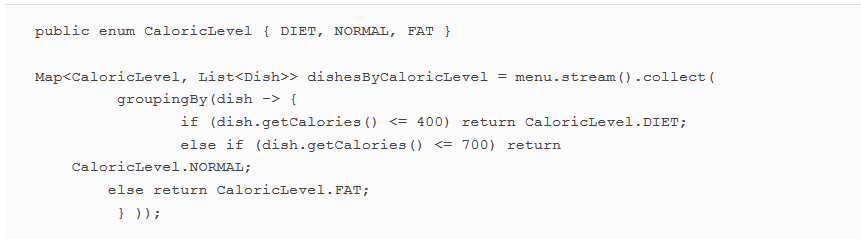 public enum CaloricLevel { DIET, NORMAL, FAT }
Map<CaloricLevel, List<Dish>> dishesByCaloricLevel = menu.stream().collect(
groupingBy(dish -> {
if (dish.getCalories() <= 400) return CaloricLevel.DIET;
else if (dish.getCalories() <= 700) return
CaloricLevel.NORMAL;
else return CaloricLevel.FAT;
} ));